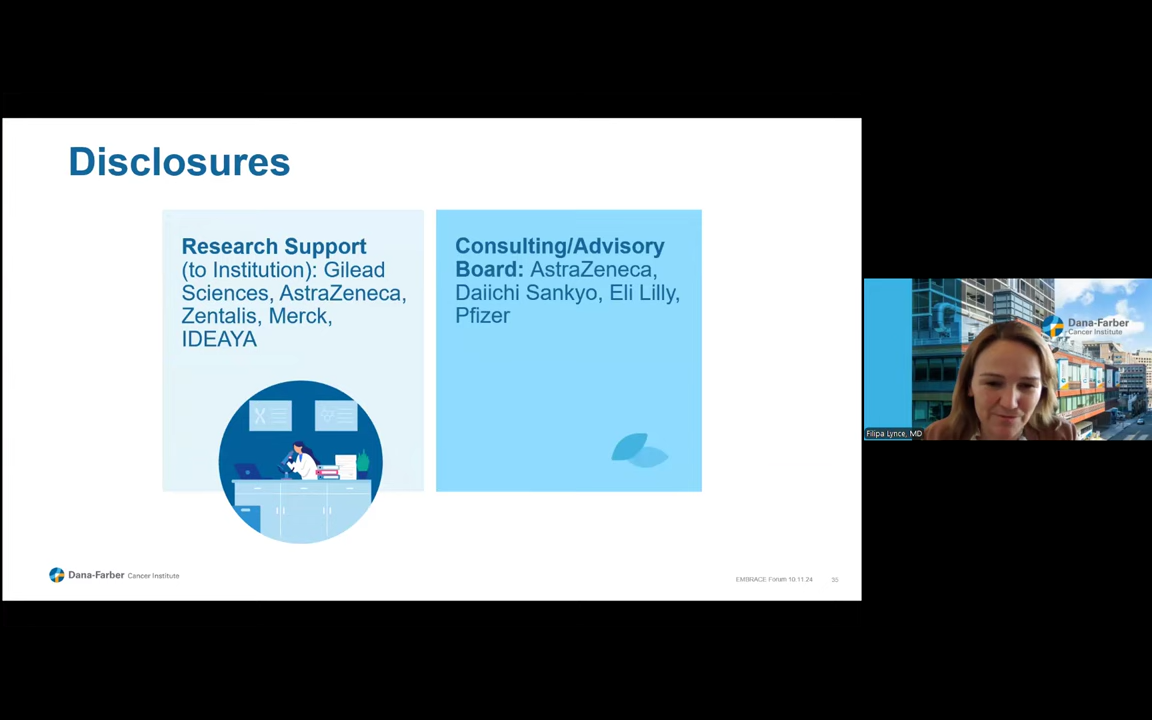 Disclosures
Research Support
(to Institution): Gilead
Sciences, AstraZeneca,
Zentalis, Merck,
IDEAYA
Consulting/Advisory
Board: AstraZeneca,
Daiichi Sankyo, Eli Lilly,
Pfizer
Dana-Farber
Cancer Institute
Filipa Lynce, MD
Dana-Farber Cancer Institute
EMBRACE Forum 10.11.24
35